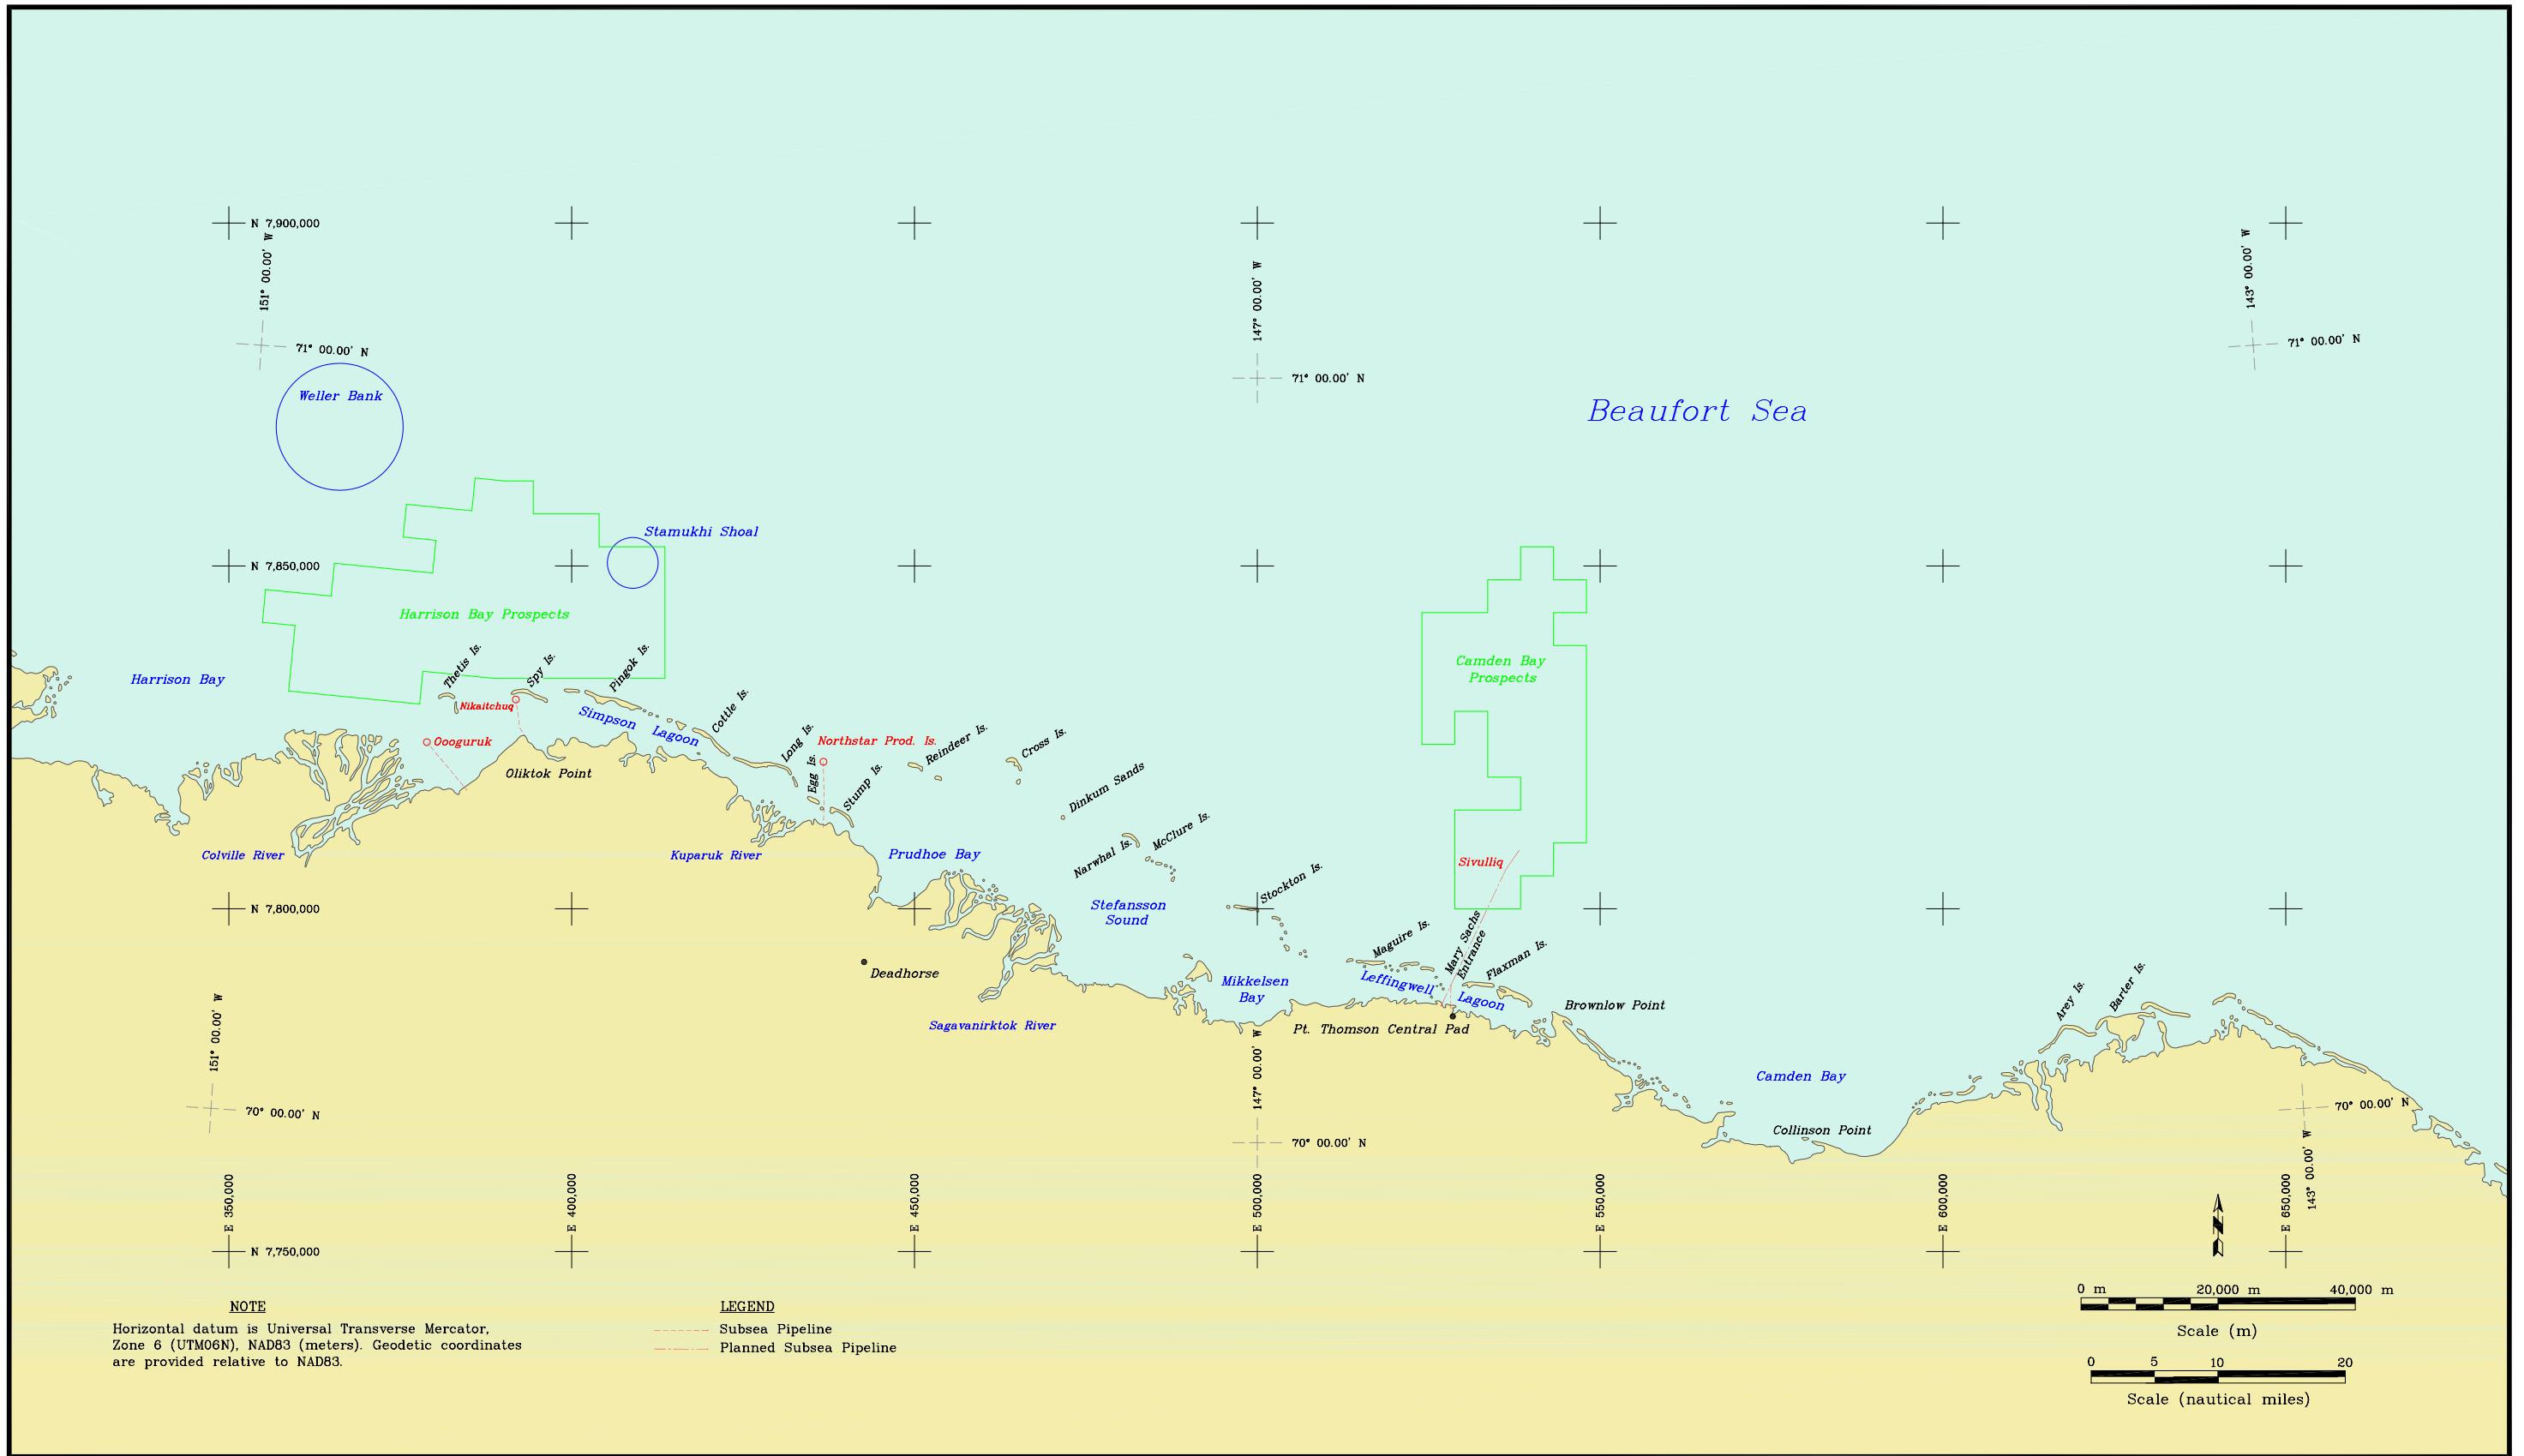 N 7,900,000
151° 00.00' W
143° 00.00' W
147° 00.00' W
71° 00.00' N
71° 00.00' N
71° 00.00' N
Weller Bank
Beaufort Sea
Stamukhi Shoal
N 7,850,000
Harrison Bay Prospects
Camden Bay
Prospects
Harrison Bay
Thetis Is.
Spy Is.
Pingok Is.
Nikaitchuq
Simpson Lagoon
Cottle Is.
Oooguruk
Oliktok Point
Long Is.
Egg Is.
Northstar Prod. Is.
Stump Is.
Reindeer Is.
Cross Is.
Dinkum Sands
Narwhal Is.
McClure Is.
Colville River
Kuparuk River
Prudhoe Bay
Sivulliq
Stockton Is.
Stefansson
Sound
N 7,800,000
Maguire Is.
Mary Sachs
Entrance
Flaxman Is.
Deadhorse
Mikkelsen
Bay
Leffingwell Lagoon
Brownlow Point
Sagavanirktok River
Pt. Thomson Central Pad
Arey Is.
Barter Is.
Camden Bay
Collinson Point
151° 00.00' W
147° 00.00' W
143° 00.00' W
70° 00.00' N
70° 00.00' N
70° 00.00' N
E 350,000
E 400,000
E 450,000
E 500,000
E 550,000
E 600,000
E 650,000
N 7,750,000
N
NOTE
Horizontal datum is Universal Transverse Mercator,
Zone 6 (UTM06N), NAD83 (meters). Geodetic coordinates
are provided relative to NAD83.
LEGEND
Subsea Pipeline
Planned Subsea Pipeline
0 m 20,000 m 40,000 m
Scale (m)
0 5 10 20
Scale (nautical miles)